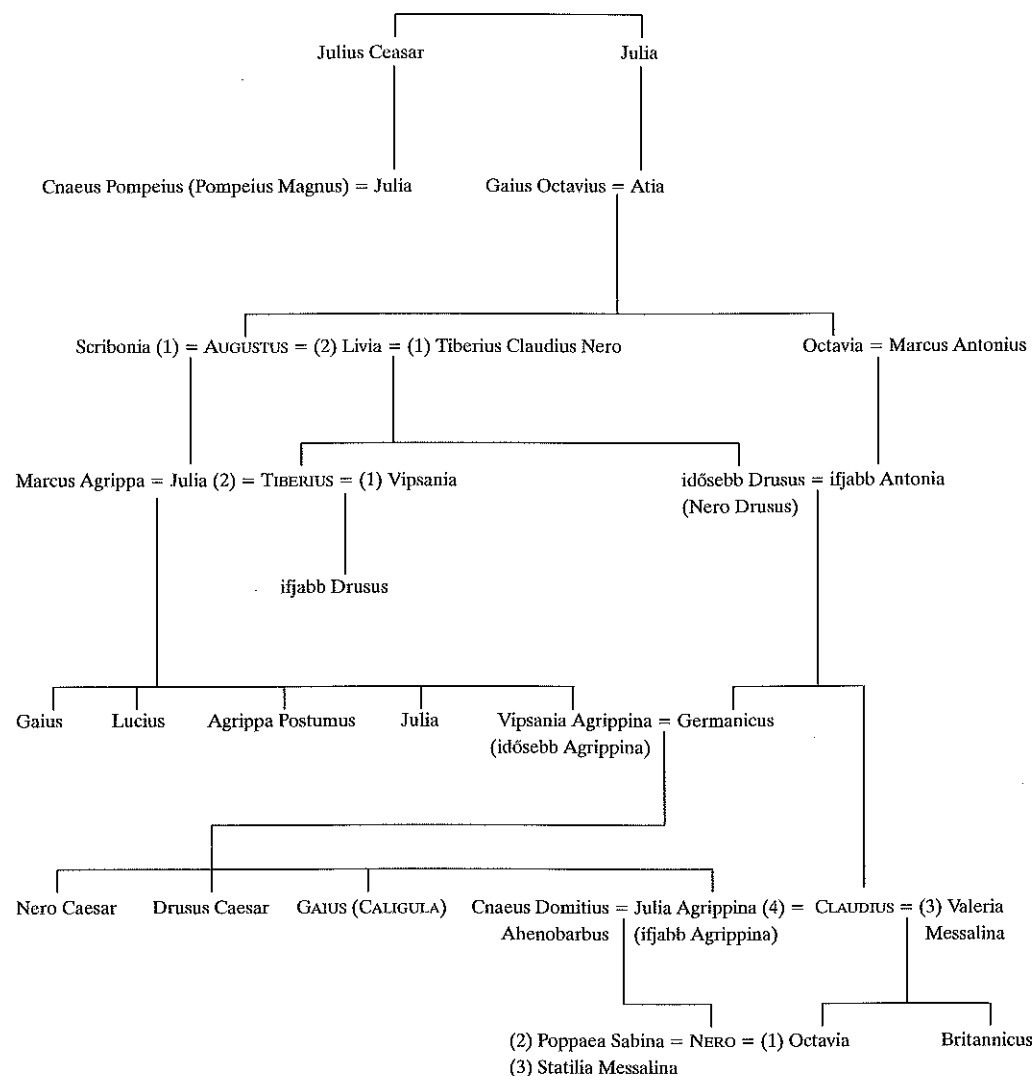 Julius Ceasar Julia
Cnaeus Pompeius (Pompeius Magnus) = Julia Gaius Octavius = Atia
Scribonia (1) = AUGUSTUS = (2) Livia = (1) Tiberius Claudius Nero Octavia = Marcus Antonius
Marcus Agrippa = Julia (2) = TIBERIUS = (1) Vipsania idősebb Drusus = ifjabb Antonia
(Nero Drusus)
ifjabb Drusus
Gaius Lucius Agrippa Postumus Julia Vipsania Agrippina = Germanicus
(idősebb Agrippina)
Nero Caesar Drusus Caesar GAIUS (CALIGULA) Cnaeus Domitius = Julia Agrippina (4) = CLAUDIUS = (3) Valeria
Ahenobarbus (ifjabb Agrippina) Messalina
(2) Poppaea Sabina = NERO = (1) Octavia Britannicus
(3) Statilia Messalina